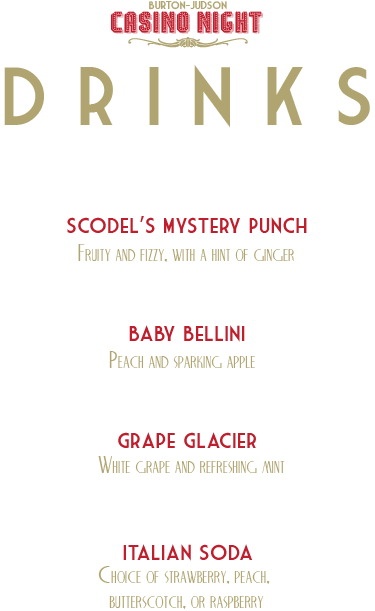 BURTON-JUDSON
CASINO NIGHT
DRINKS
SCODEL'S MYSTERY PUNCH
FRUITY AND FIZZY, WITH A HINT OF GINGER
BABY BELLINI
PEACH AND SPARKING APPLE
GRAPE GLACIER
WHITE GRAPE AND REFRESHING MINT
ITALIAN SODA
CHOICE OF STRAWBERRY, PEACH,
BUTTERSCOTCH, OR RASPBERRY